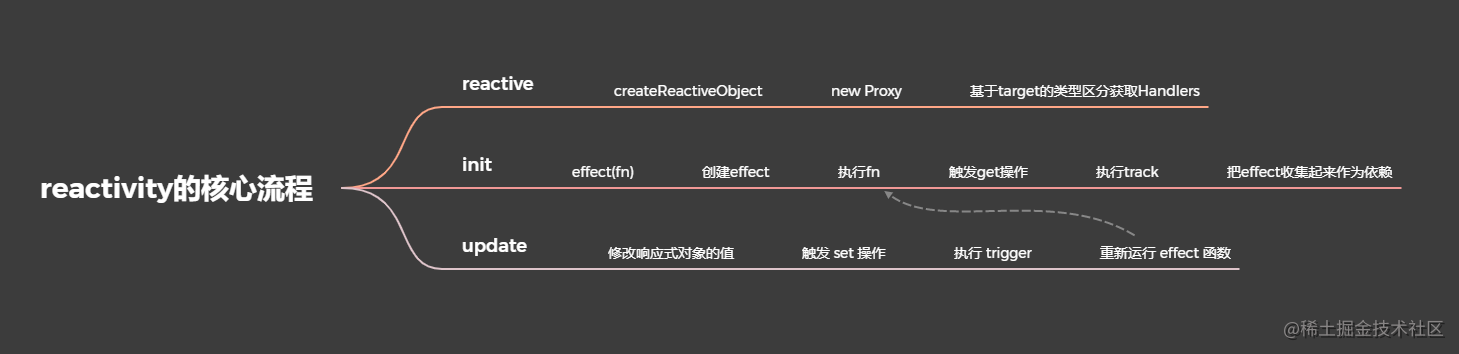 reactivity的核心流程
reactive
createReactiveObject
new Proxy
基于target的类型区分获取Handlers
init
effect(fn)
创建effect
执行fn
触发get操作
执行track
把effect收集起来作为依赖
update
修改响应式对象的值
触发 set 操作
执行 trigger
重新运行 effect 函数
@稀土掘金技术社区